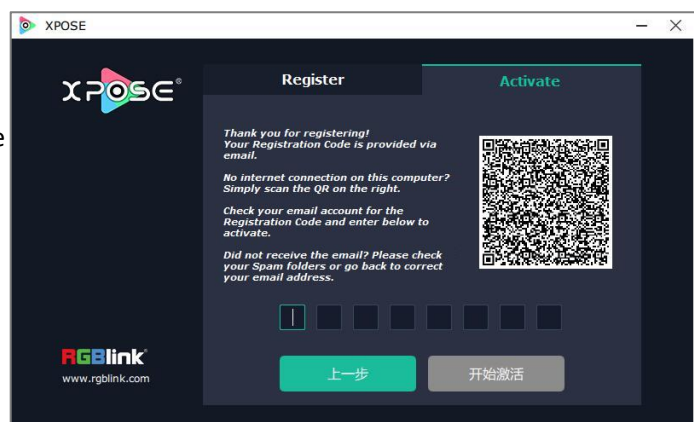 XPOSE
XPOSE®
Register
Activate
e
Thank you for registering!
Your Registration Code is provided via
email.
No internet connection on this computer?
Simply scan the QR on the right.
Check your email account for the
Registration Code and enter below to
activate.
Did not receive the email? Please check
your Spam folders or go back to correct
your email address.
RGBlink®
www.rgblink.com
上一步
开始激活